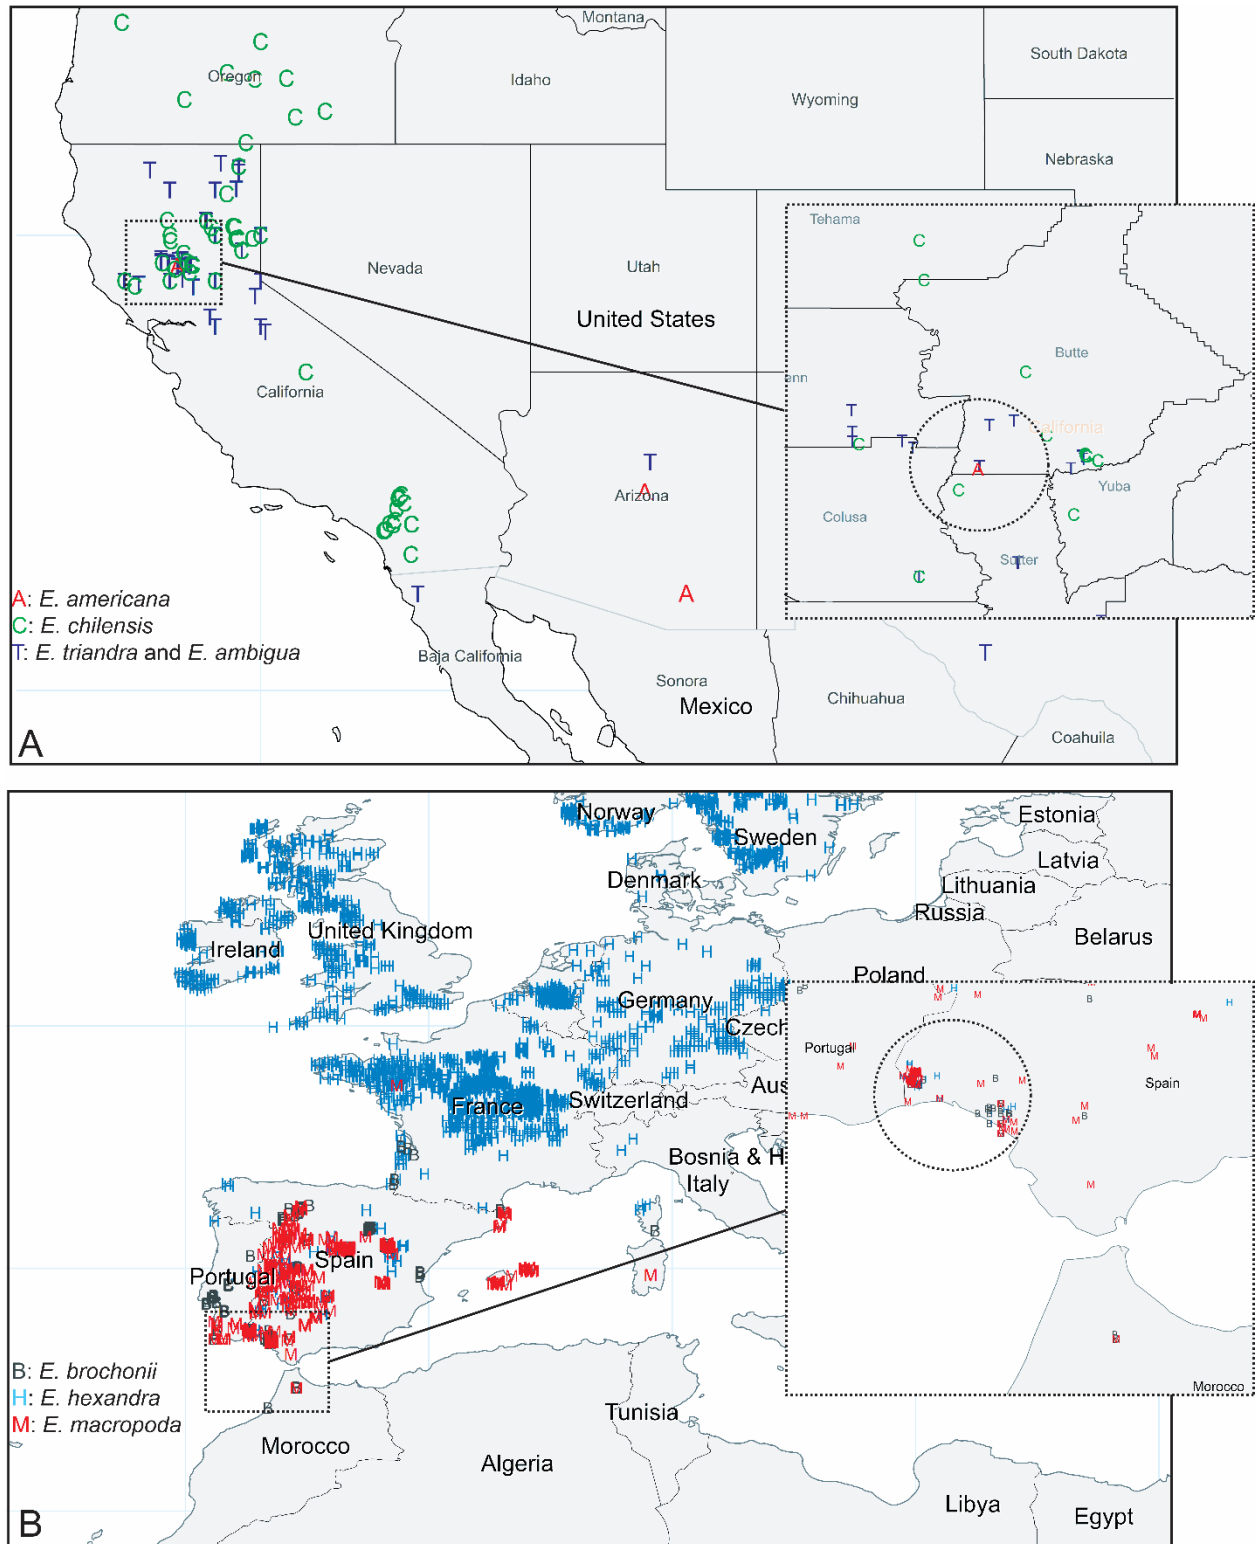 Montana
South Dakota
Oregon
Idaho
Wyoming
Nebraska
Tehama
Nevada
Utah
United States
Butte
enn
California
California
Arizona
Yuba
Colusa
Sutter
A: E. americana
C: E. chilensis
T: E. triandra and E. ambigua
Baja California
Sonora
Mexico
Chihuahua
Coahuila
A
Norway
Sweden
Estonia
Latvia
Denmark
Lithuania
Russia
United Kingdom
Ireland
Belarus
Poland
Germany
Czech
Portugal
Spain
France
Switzerland
Aus
Bosnia & H
Italy
Spain
Portugal
B: E. brochonii
H: E. hexandra
M: E. macropoda
Morocco
Tunisia
Morocco
Algeria
Libya
Egypt
B